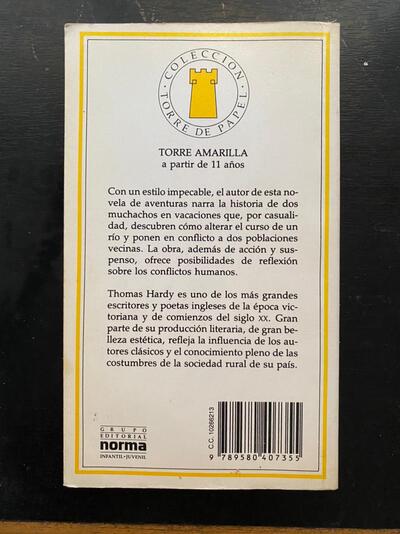 COLECCION
TORRE DE PAPEL
TORRE AMARILLA
a partir de 11 años
Con un estilo impecable, el autor de esta no-
vela de aventuras narra la historia de dos
muchachos en vacaciones que, por casuali-
dad, descubren cómo alterar el curso de un
río y ponen en conflicto a dos poblaciones
vecinas. La obra, además de acción y sus-
penso, ofrece posibilidades de reflexión
sobre los conflictos humanos.
Thomas Hardy es uno de los más grandes
escritores y poetas ingleses de la época vic-
toriana y de comienzos del siglo XX. Gran
parte de su producción literaria, de gran be-
lleza estética, refleja la influencia de los au-
tores clásicos y el conocimiento pleno de las
costumbres de la sociedad rural de su país.
GRUPO
EDITORIAL
norma
INFANTIL-JUVENIL
C.C. 10286213
9 789580 407355